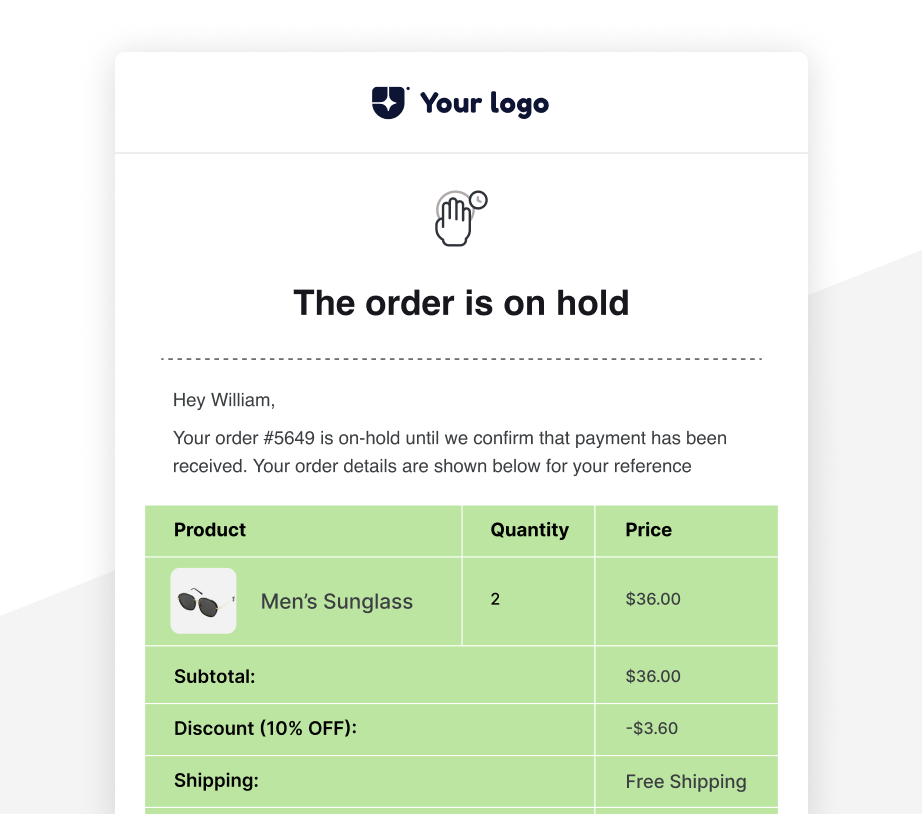 Your logo
The order is on hold
Hey William,
Your order #5649 is on-hold until we confirm that payment has been
received. Your order details are shown below for your reference
Product Quantity Price
Men’s Sunglass 2 $36.00
Subtotal: $36.00
Discount (10% OFF): -$3.60
Shipping: Free Shipping